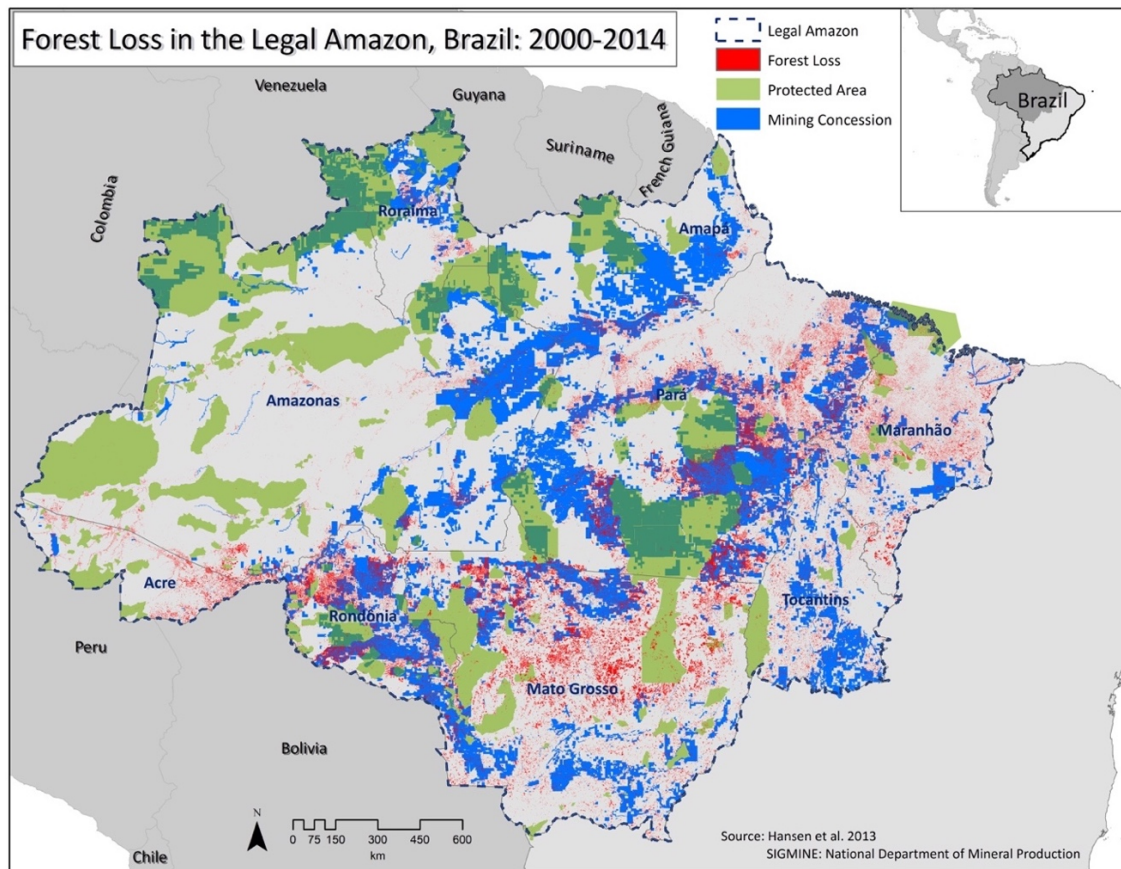 Forest Loss in the Legal Amazon, Brazil: 2000-2014
Legal Amazon
Forest Loss
Protected Area
Mining Concession
Brazil
Venezuela
Guyana
Suriname
French Guiana
Colombia
Roraima
Amapá
Amazonas
Pará
Maranhão
Acre
Rondônia
Tocantins
Mato Grosso
Peru
Bolivia
Chile
N
0 75 150 300 450 600
km
Source: Hansen et al. 2013
SIGMINE: National Department of Mineral Production